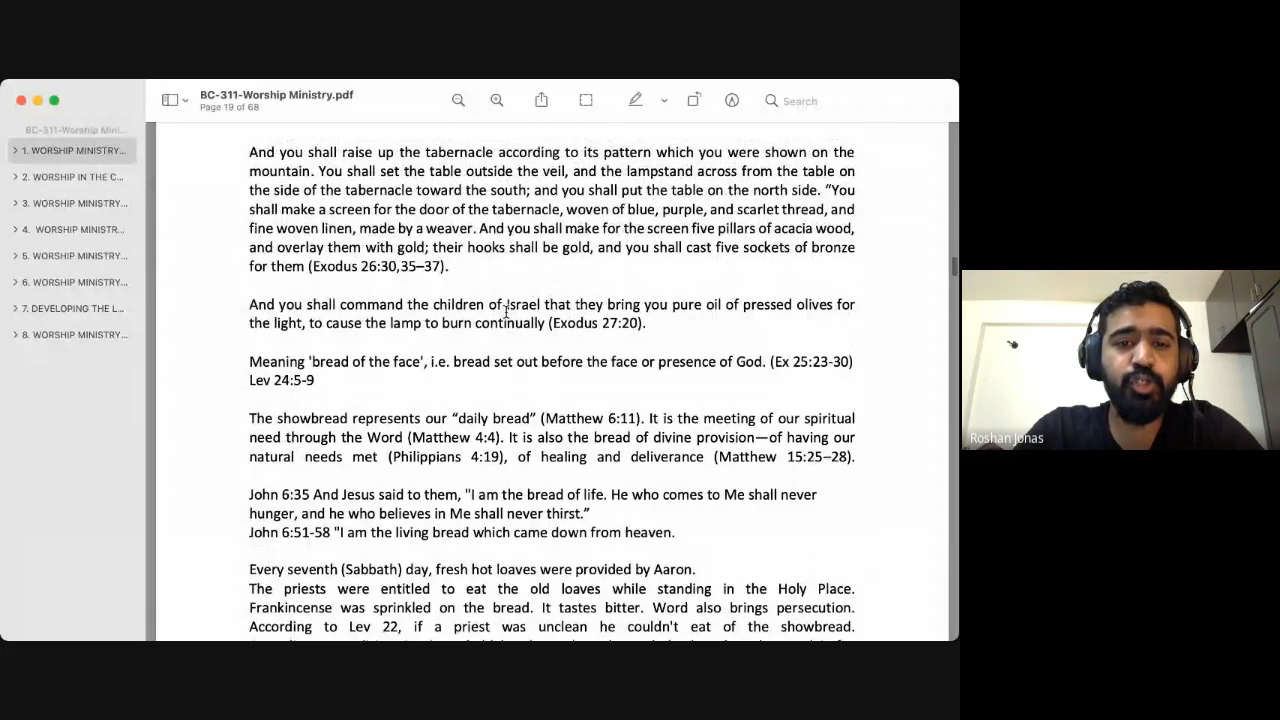 BC-311-Worship Ministry.pdf
Page 19 of 68
Search
BC-311-Worship Mini...
1. WORSHIP MINISTRY...
2. WORSHIP IN THE C...
3. WORSHIP MINISTRY...
4. WORSHIP MINISTR...
5. WORSHIP MINISTRY...
6. WORSHIP MINISTRY...
7. DEVELOPING THE L...
8. WORSHIP MINISTRY...
And you shall raise up the tabernacle according to its pattern which you were shown on the
mountain. You shall set the table outside the veil, and the lampstand across from the table on
the side of the tabernacle toward the south; and you shall put the table on the north side. “You
shall make a screen for the door of the tabernacle, woven of blue, purple, and scarlet thread, and
fine woven linen, made by a weaver. And you shall make for the screen five pillars of acacia wood,
and overlay them with gold; their hooks shall be gold, and you shall cast five sockets of bronze
for them (Exodus 26:30,35–37).
And you shall command the children of Israel that they bring you pure oil of pressed olives for
the light, to cause the lamp to burn continually (Exodus 27:20).
Meaning 'bread of the face', i.e. bread set out before the face or presence of God. (Ex 25:23-30)
Lev 24:5-9
The showbread represents our “daily bread” (Matthew 6:11). It is the meeting of our spiritual
need through the Word (Matthew 4:4). It is also the bread of divine provision—of having our
natural needs met (Philippians 4:19), of healing and deliverance (Matthew 15:25–28).
John 6:35 And Jesus said to them, "I am the bread of life. He who comes to Me shall never
hunger, and he who believes in Me shall never thirst.”
John 6:51-58 "I am the living bread which came down from heaven.
Every seventh (Sabbath) day, fresh hot loaves were provided by Aaron.
The priests were entitled to eat the old loaves while standing in the Holy Place.
Frankincense was sprinkled on the bread. It tastes bitter. Word also brings persecution.
According to Lev 22, if a priest was unclean he couldn't eat of the showbread.
Roshan Jonas